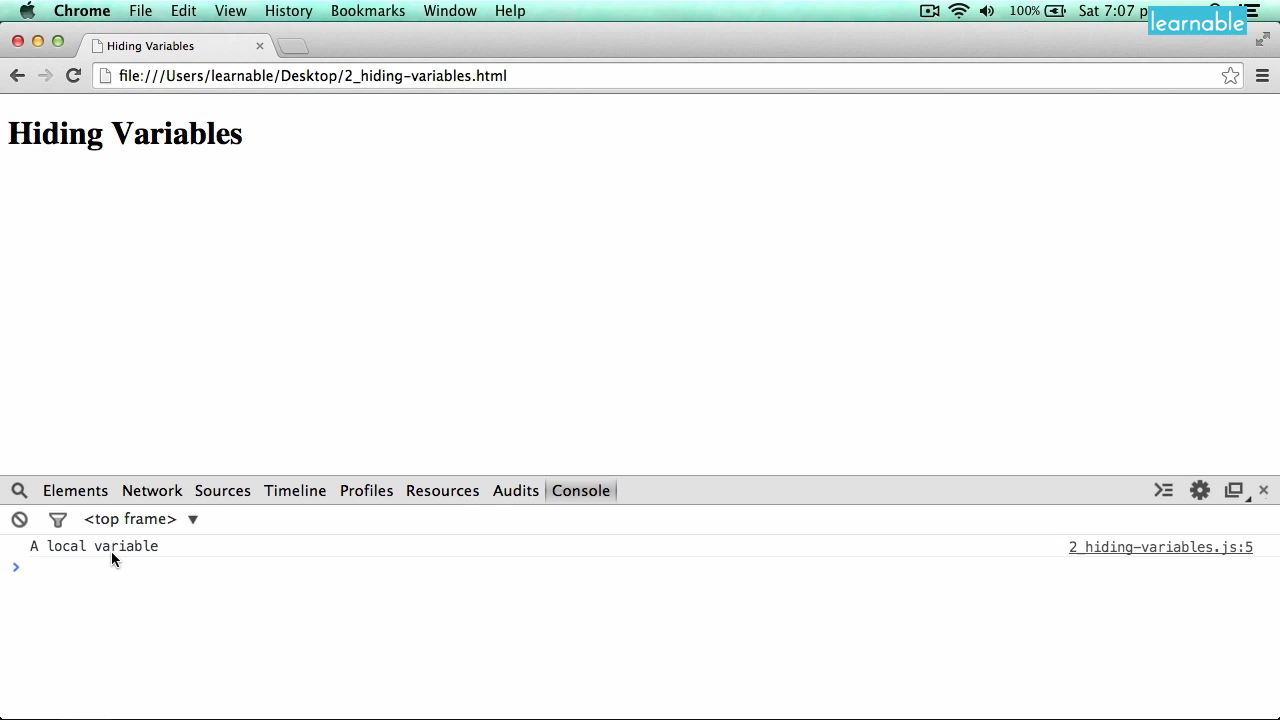 Chrome File Edit View History Bookmarks Window Help 100% Sat 7:07 p
learnable
Hiding Variables
file:///Users/learnable/Desktop/2_hiding-variables.html
Hiding Variables
Elements Network Sources Timeline Profiles Resources Audits Console
<top frame>
A local variable 2_hiding-variables.js:5